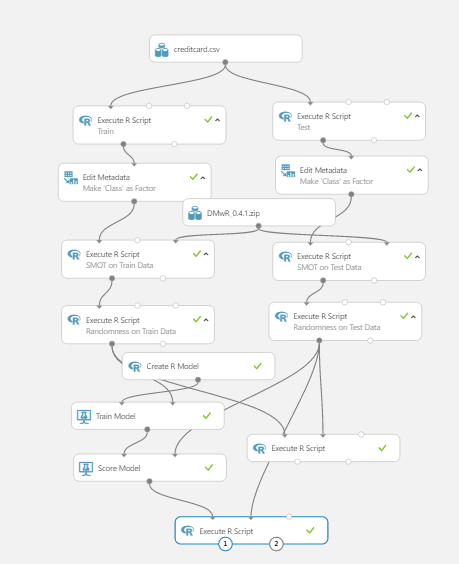 creditcard.csv
Execute R Script
Train
Execute R Script
Test
Edit Metadata
Make 'Class' as Factor
Edit Metadata
Make 'Class' as Factor
DMwR_0.4.1.zip
Execute R Script
SMOT on Train Data
Execute R Script
SMOT on Test Data
Execute R Script
Randomness on Train Data
Execute R Script
Randomness on Test Data
Create R Model
Train Model
Execute R Script
Score Model
Execute R Script
1
2